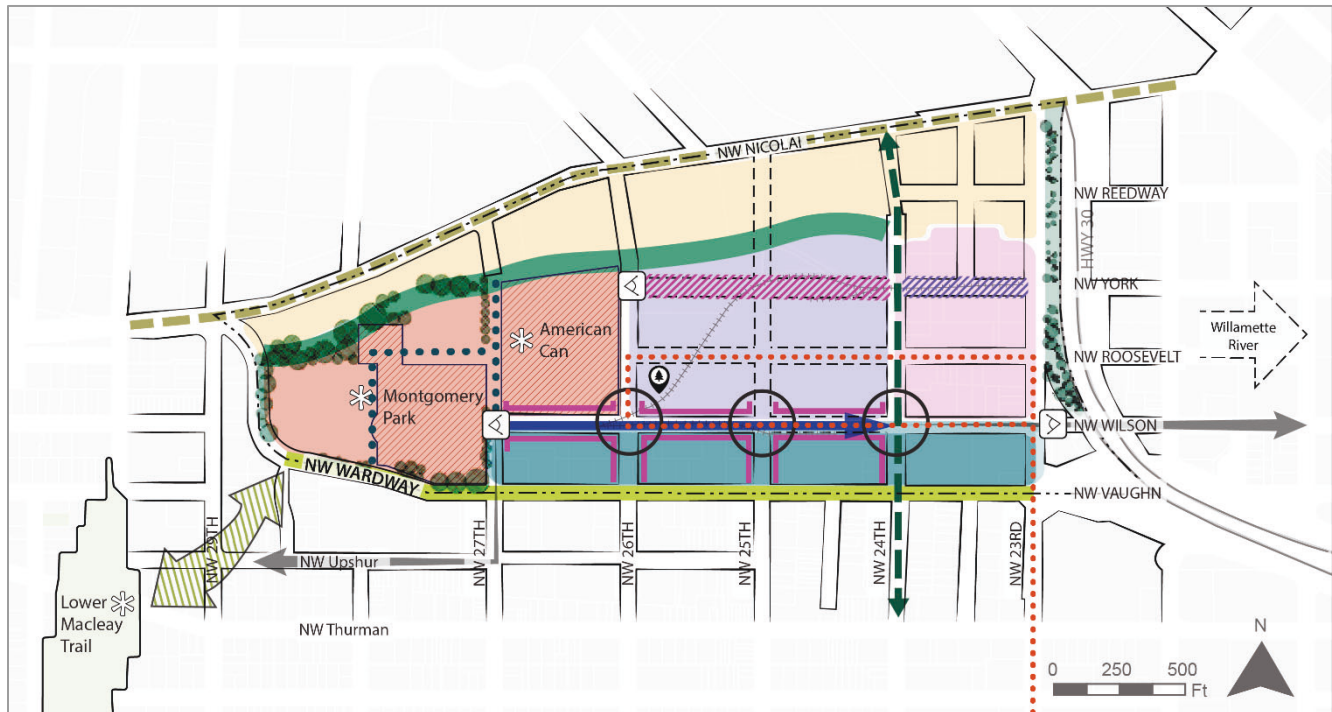 NW NICOLAI
NW REEDWAY
HWY 30
NW YORK
Willamette
River
American
Can
NW ROOSEVELT
Montgomery
Park
NW WILSON
NW WARDWAY
NW VAUGHN
NW 29TH
NW 27TH
NW 26TH
NW 25TH
NW 24TH
NW 23RD
NW Upshur
Lower
Macleay
Trail
NW Thurman
N
0 250 500
Ft